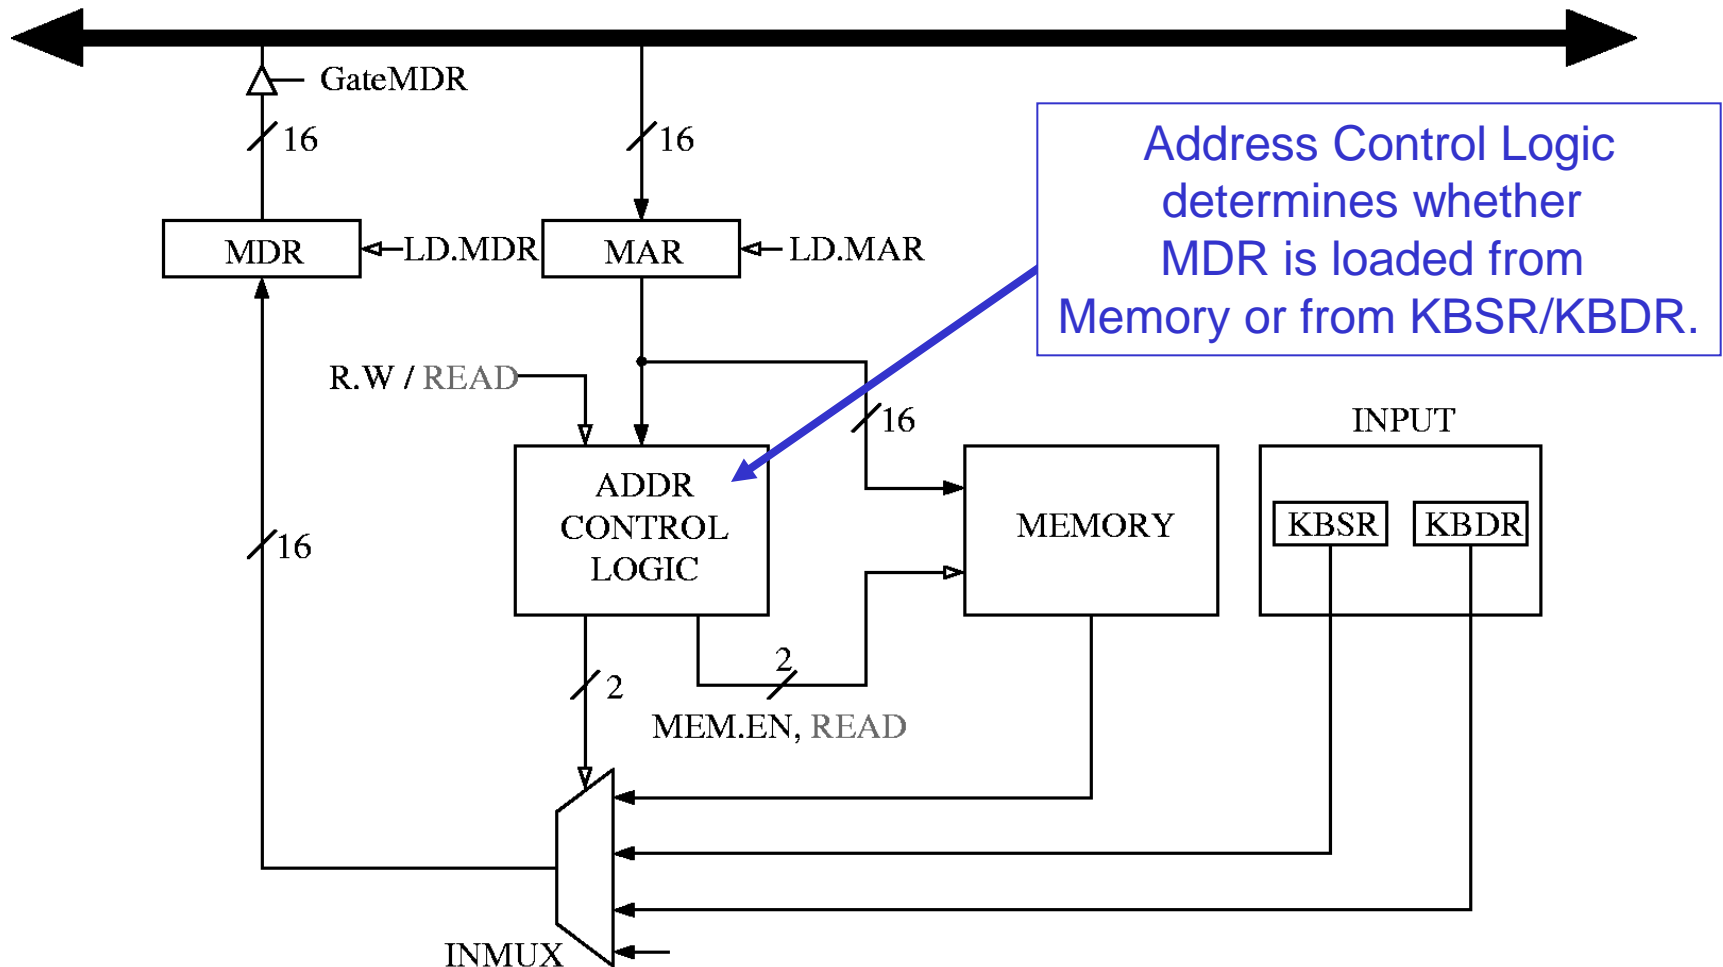 GateMDR
16
16
Address Control Logic
determines whether
MDR is loaded from
Memory or from KBSR/KBDR.
MDR
LD.MDR
MAR
LD.MAR
R.W / READ
16
INPUT
ADDR
CONTROL
LOGIC
MEMORY
KBSR
KBDR
16
2
2
MEM.EN, READ
INMUX